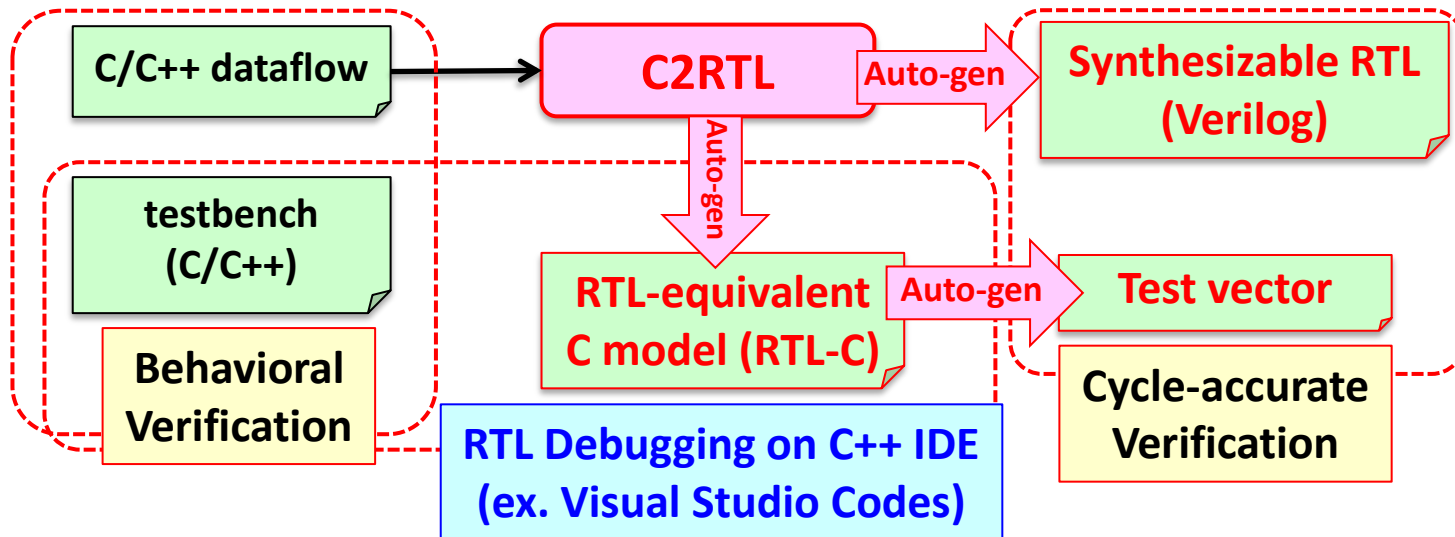 C/C++ dataflow
C2RTL
Auto-gen
Synthesizable RTL
(Verilog)
Auto-gen
testbench
(C/C++)
RTL-equivalent
C model (RTL-C)
Auto-gen
Test vector
Behavioral
Verification
Cycle-accurate
Verification
RTL Debugging on C++ IDE
(ex. Visual Studio Codes)